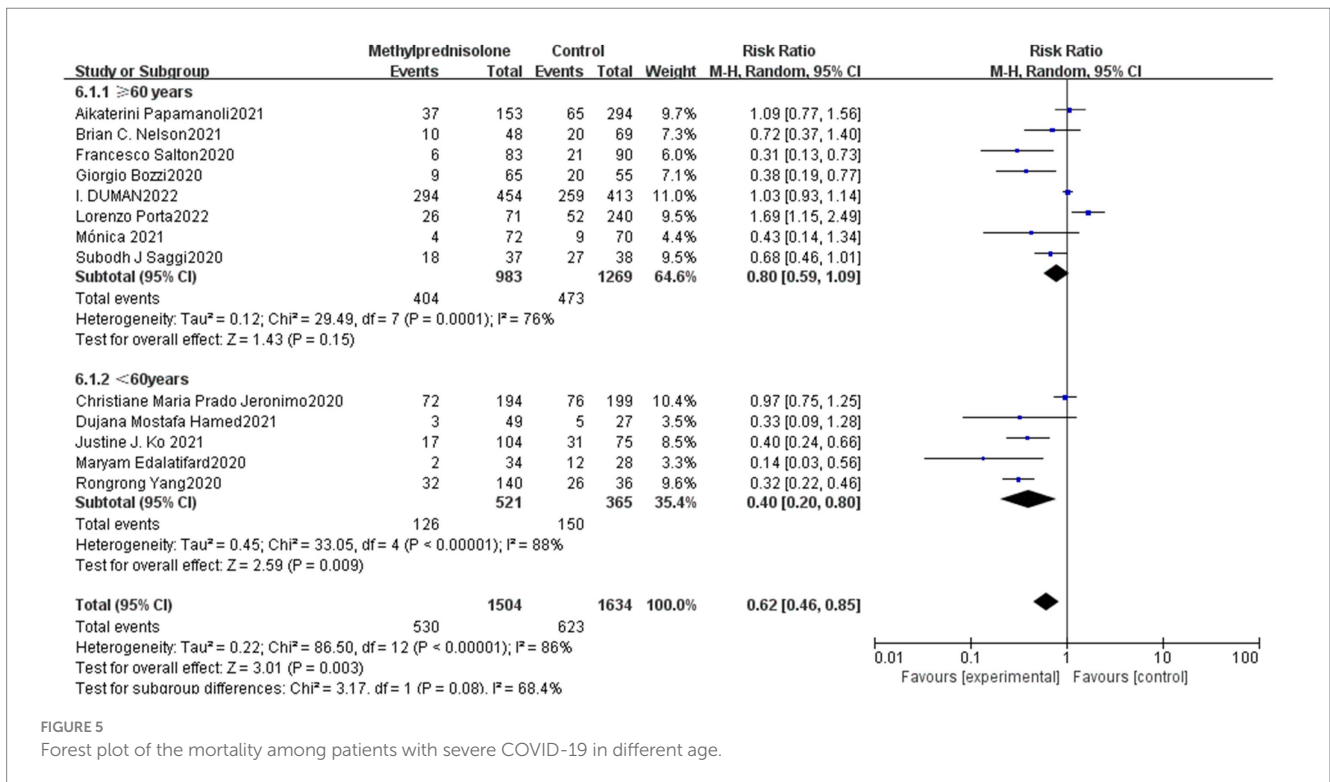 Methylprednisolone Control Risk Ratio Risk Ratio
Study or Subgroup Events Total Events Total Weight M-H, Random, 95% CI M-H, Random, 95% CI
6.1.1 ≥60 years
Aikaterini Papamanoli2021 37 153 65 294 9.7% 1.09 [0.77, 1.56]
Brian C. Nelson2021 10 48 20 69 7.3% 0.72 [0.37, 1.40]
Francesco Salton2020 6 83 21 90 6.0% 0.31 [0.13, 0.73]
Giorgio Bozzi2020 9 65 20 55 7.1% 0.38 [0.19, 0.77]
I. DUMAN2022 294 454 259 413 11.0% 1.03 [0.93, 1.14]
Lorenzo Porta2022 26 71 52 240 9.5% 1.69 [1.15, 2.49]
Mónica 2021 4 72 9 70 4.4% 0.43 [0.14, 1.34]
Subodh J Saggi2020 18 37 27 38 9.5% 0.68 [0.46, 1.01]
Subtotal (95% CI) 983 1269 64.6% 0.80 [0.59, 1.09]
Total events 404 473
Heterogeneity: Tau² = 0.12; Chi² = 29.49, df = 7 (P = 0.0001); I² = 76%
Test for overall effect: Z = 1.43 (P = 0.15)
6.1.2 <60years
Christiane Maria Prado Jeronimo2020 72 194 76 199 10.4% 0.97 [0.75, 1.25]
Dujana Mostafa Hamed2021 3 49 5 27 3.5% 0.33 [0.09, 1.28]
Justine J. Ko 2021 17 104 31 75 8.5% 0.40 [0.24, 0.66]
Maryam Edalatifard2020 2 34 12 28 3.3% 0.14 [0.03, 0.56]
Rongrong Yang2020 32 140 26 36 9.6% 0.32 [0.22, 0.46]
Subtotal (95% CI) 521 365 35.4% 0.40 [0.20, 0.80]
Total events 126 150
Heterogeneity: Tau² = 0.45; Chi² = 33.05, df = 4 (P < 0.00001); I² = 88%
Test for overall effect: Z = 2.59 (P = 0.009)
Total (95% CI) 1504 1634 100.0% 0.62 [0.46, 0.85]
Total events 530 623
Heterogeneity: Tau² = 0.22; Chi² = 86.50, df = 12 (P < 0.00001); I² = 86%
Test for overall effect: Z = 3.01 (P = 0.003)
Test for subgroup differences: Chi² = 3.17, df = 1 (P = 0.08), I² = 68.4%
0.01 0.1 1 10 100
Favours [experimental] Favours [control]
FIGURE 5
Forest plot of the mortality among patients with severe COVID-19 in different age.